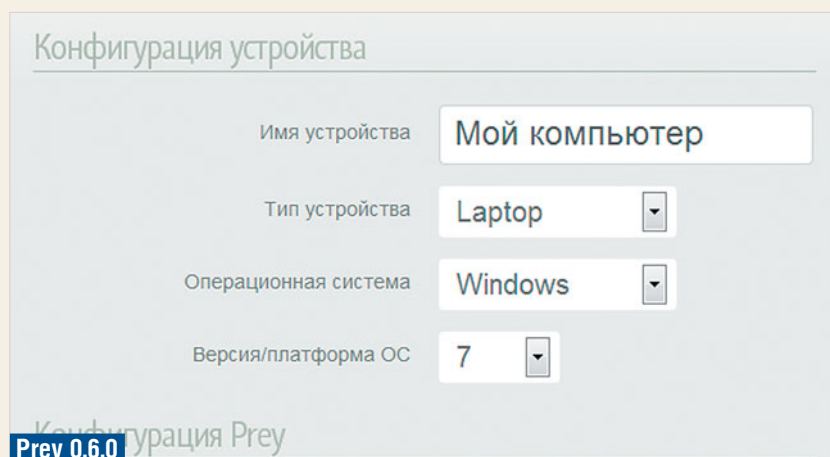 Конфигурация устройства
Имя устройства Мой компьютер
Тип устройства Laptop
Операционная система Windows
Версия/платформа ОС 7
Конфигурация Prey
Prey 0.6.0